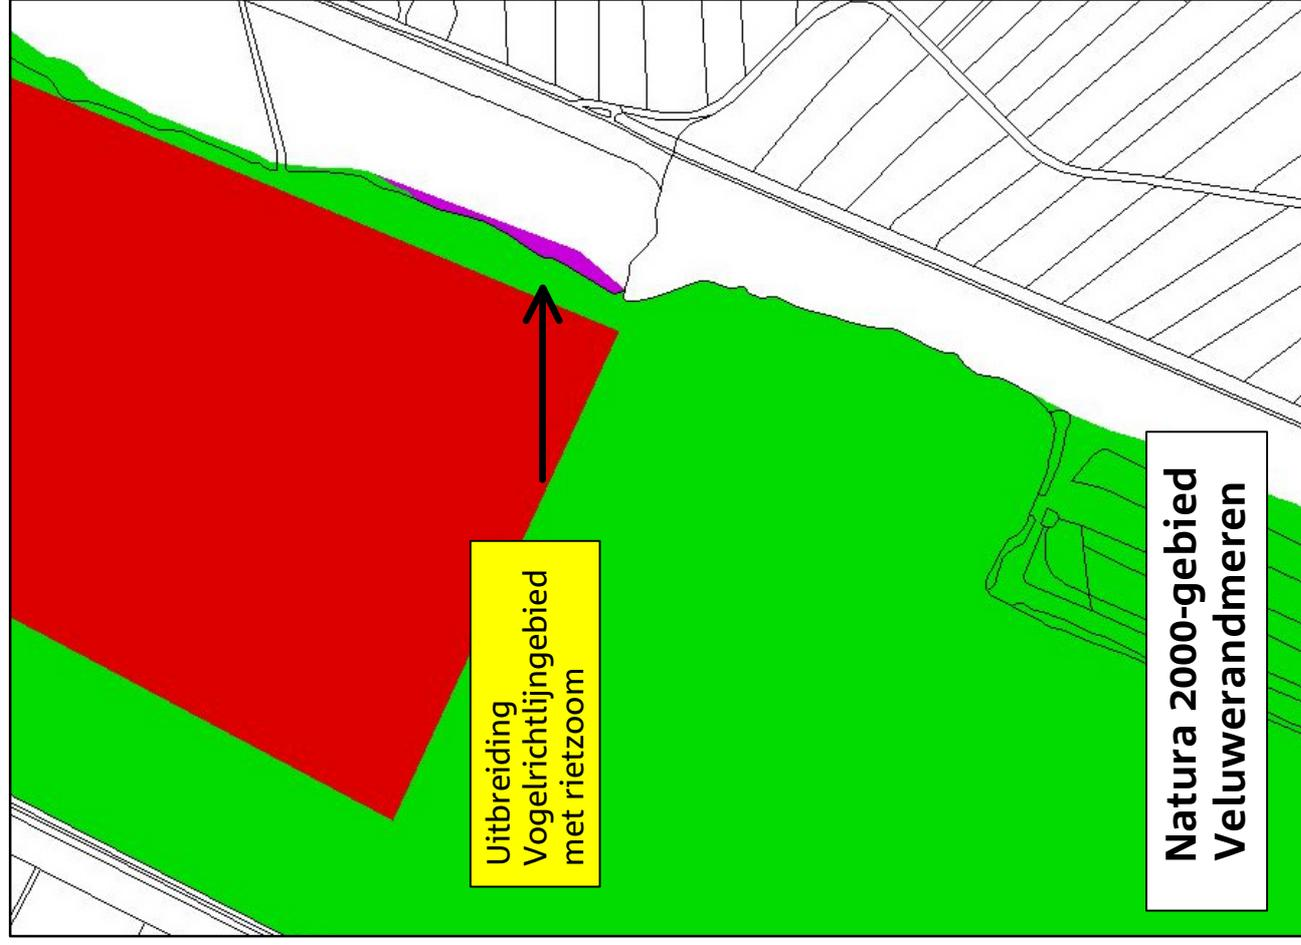 Uitbreiding
Vogelrichtlijngebied
met rietzoom
Natura 2000-gebied
Veluwerandmeren